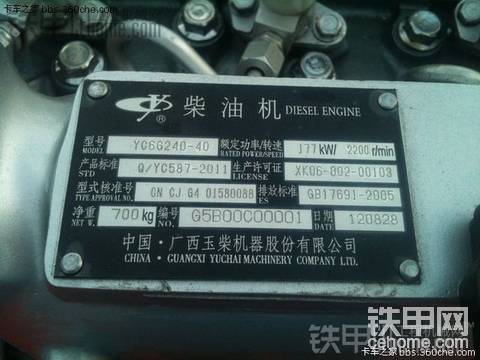 卡车之家 bbs.360che.com
柴油机 DIESEL ENGINE
型号 MODEL YC6G240-40 额定功率/转速 RATED POWER/SPEED 177 kW/ 2200 r/min
产品标准 STD Q/YC587-2011 生产许可证 LICENSE XK06-002-00103
型式核准号 CN CJ G4 01580088 排放标准 GB17691-2005
净重 NET W. 700 kg 编号 NO. G5B00C00001 日期 DATE 120828
中国·广西玉柴机器股份有限公司
CHINA · GUANGXI YUCHAI MACHINERY COMPANY LTD.
铁甲网
cehome.com
卡车之家 bbs.360che.com